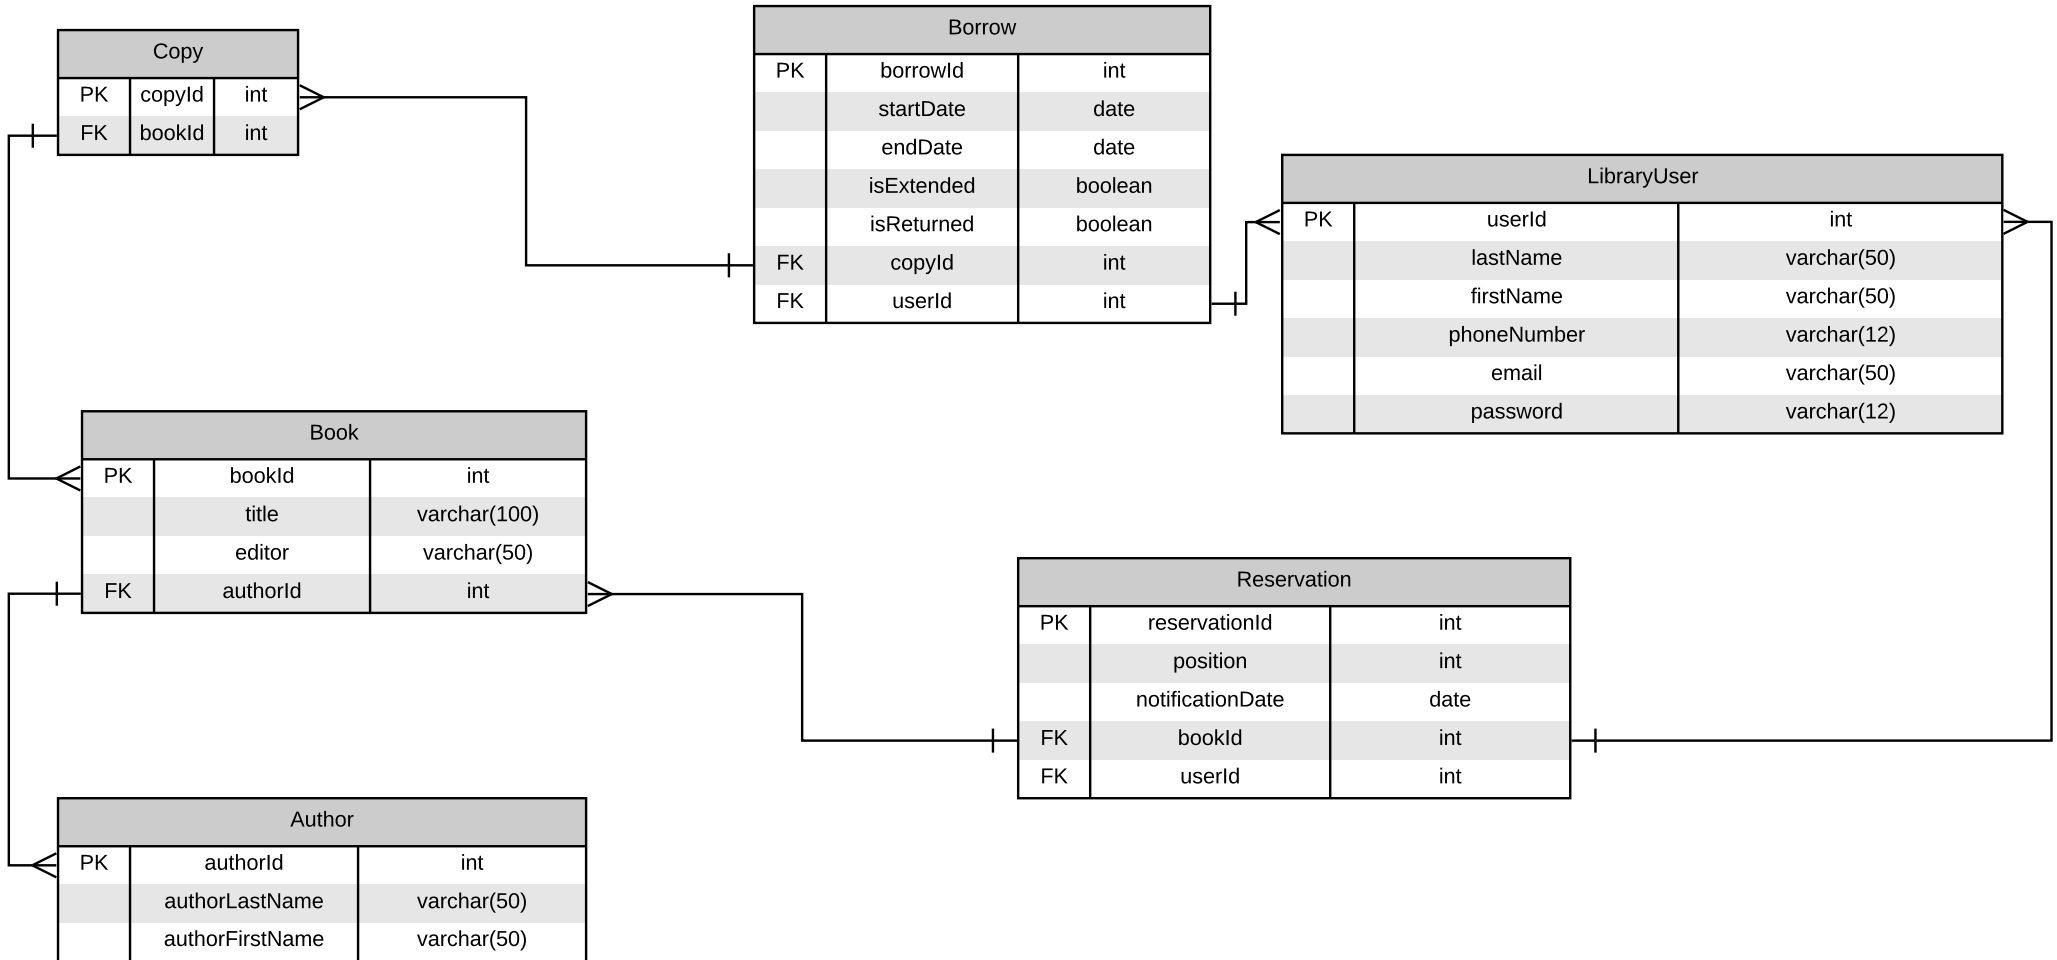 Copy
PK copyId int
FK bookId int
Borrow
PK borrowId int
startDate date
endDate date
isExtended boolean
isReturned boolean
FK copyId int
FK userId int
LibraryUser
PK userId int
lastName varchar(50)
firstName varchar(50)
phoneNumber varchar(12)
email varchar(50)
password varchar(12)
Book
PK bookId int
title varchar(100)
editor varchar(50)
FK authorId int
Reservation
PK reservationId int
position int
notificationDate date
FK bookId int
FK userId int
Author
PK authorId int
authorLastName varchar(50)
authorFirstName varchar(50)